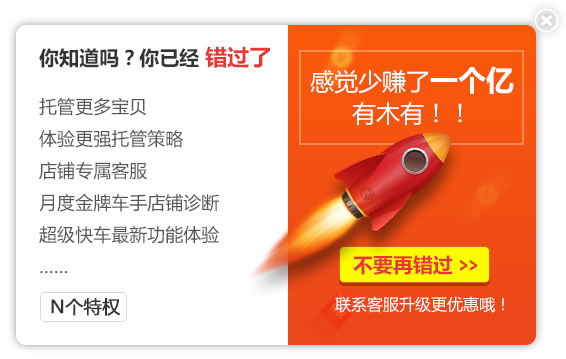 你知道吗？你已经 错过了
托管更多宝贝
体验更强托管策略
店铺专属客服
月度金牌车手店铺诊断
超级快车最新功能体验
......
N个特权
感觉少赚了一个亿
有木有！！
不要再错过 >>
联系客服升级更优惠哦！